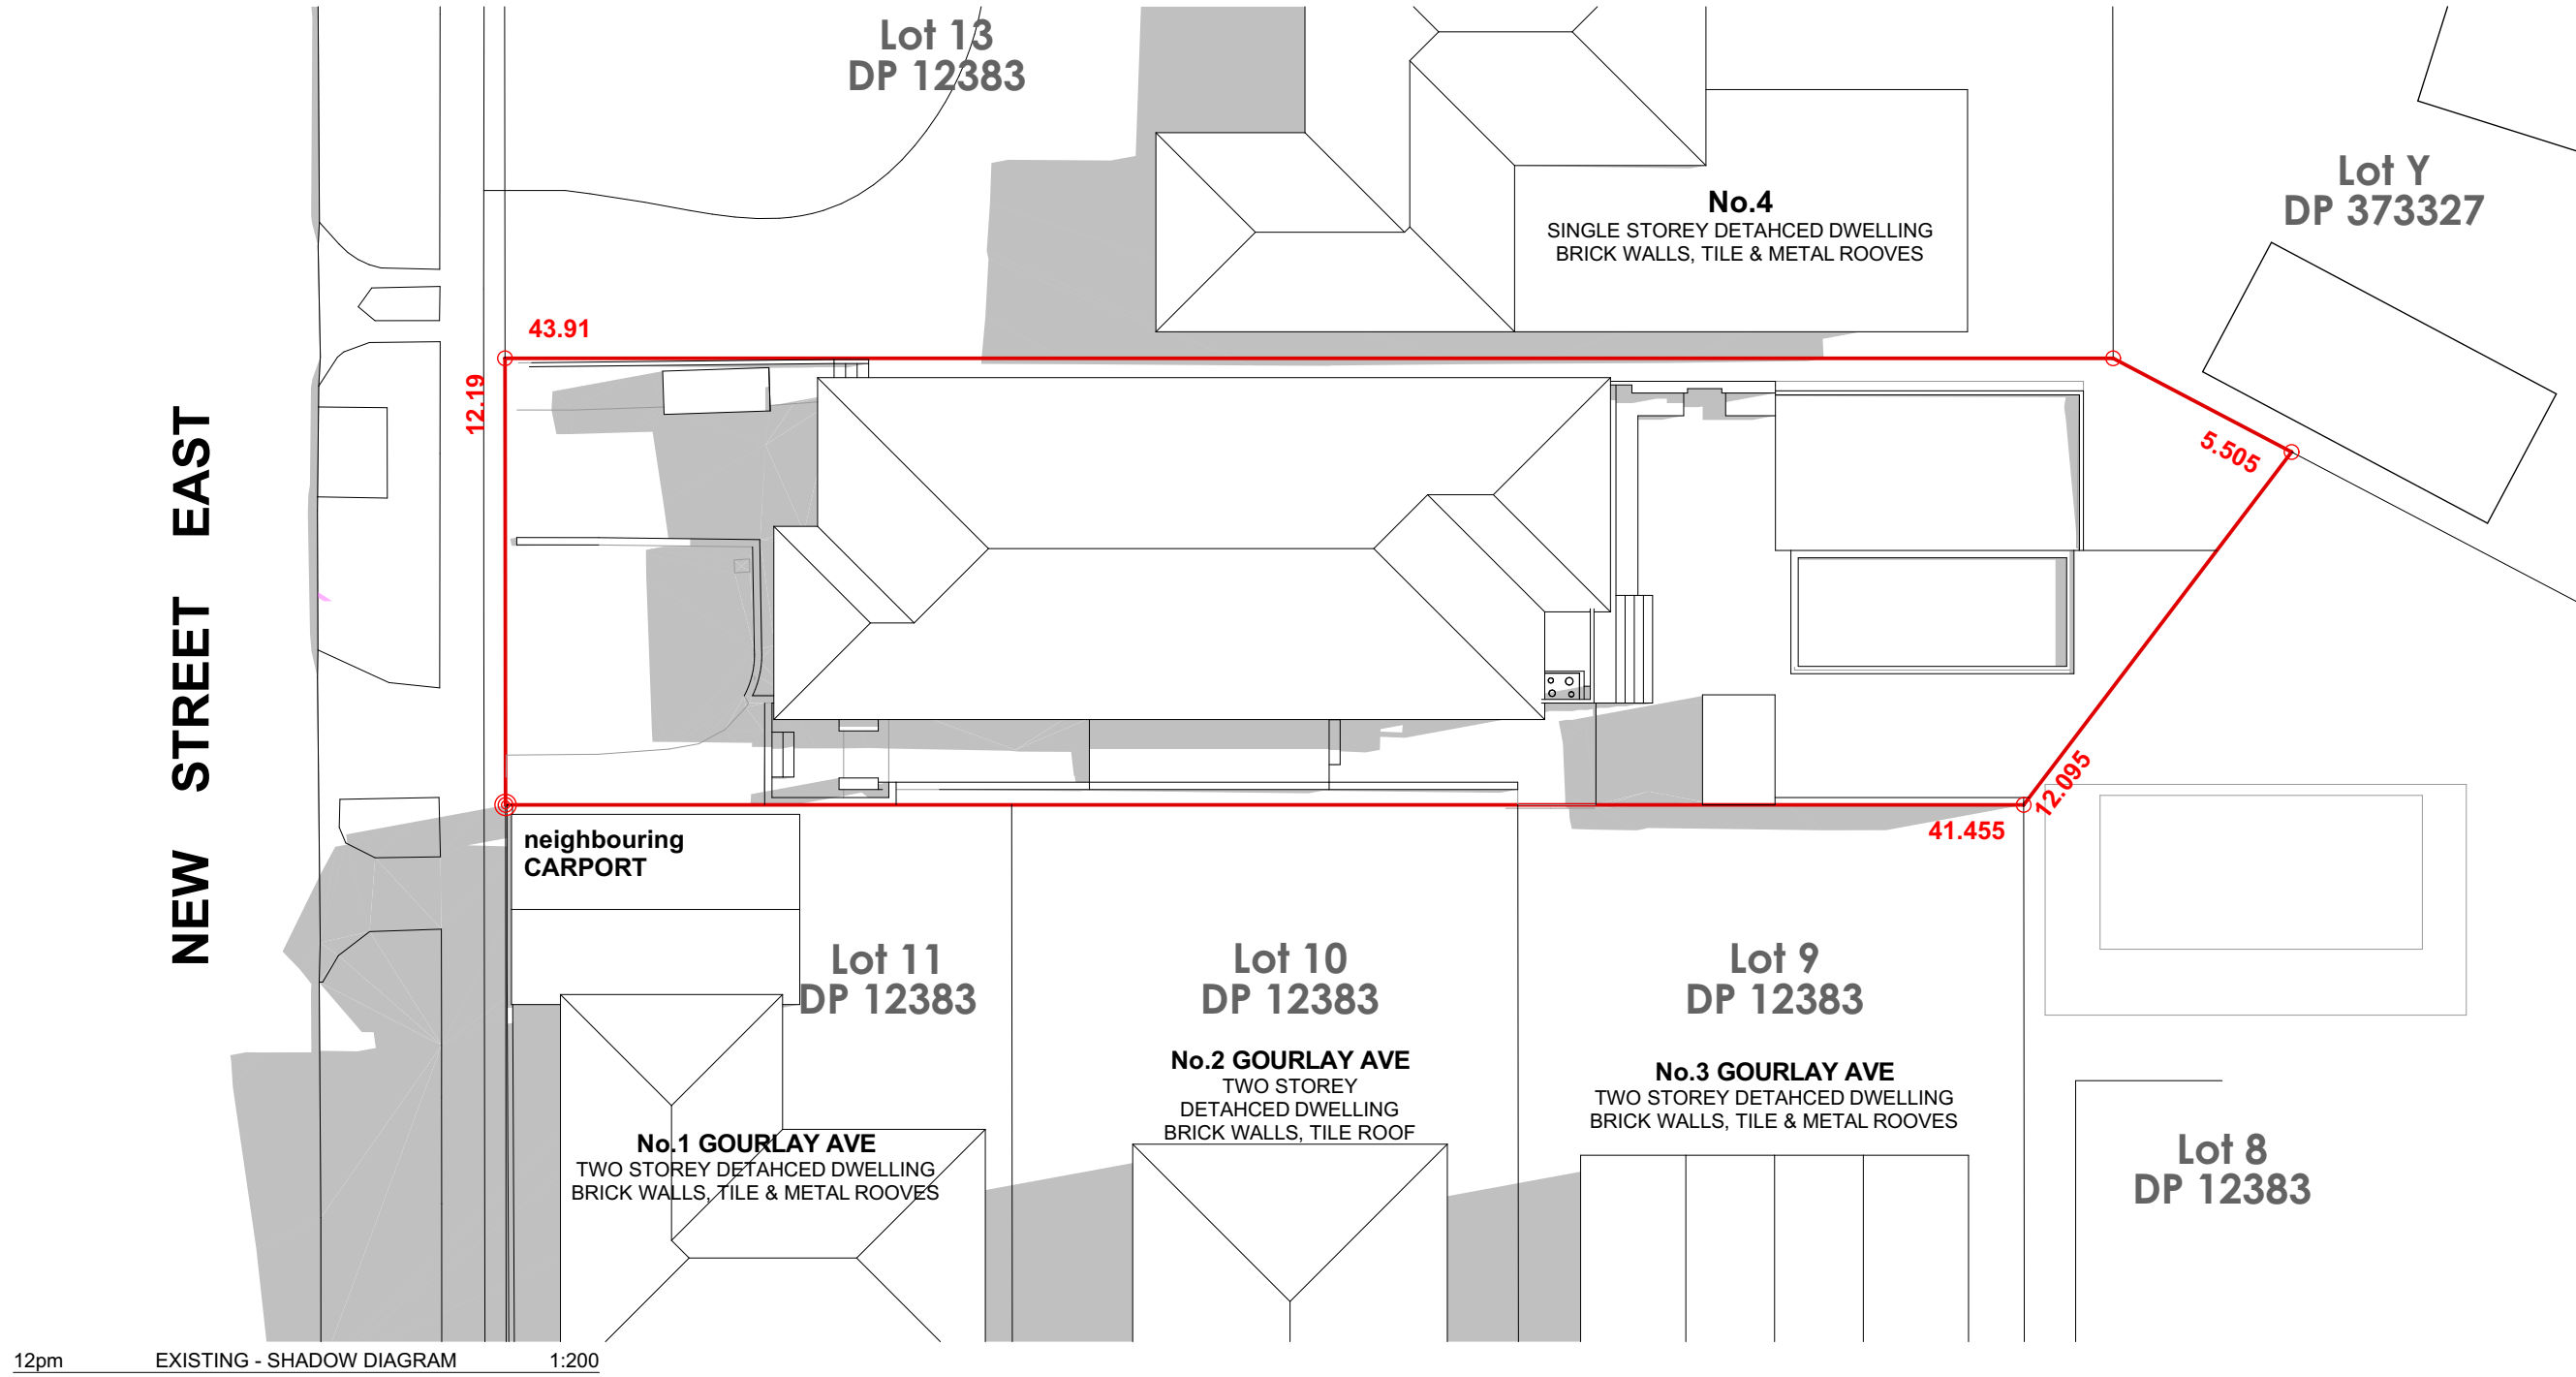 Lot 13
DP 12383
No.4
SINGLE STOREY DETAHCED DWELLING
BRICK WALLS, TILE & METAL ROOVES
Lot Y
DP 373327
43.91
12.19
5.505
NEW STREET EAST
12.095
41.455
neighbouring
CARPORT
Lot 11
DP 12383
Lot 10
DP 12383
Lot 9
DP 12383
No.1 GOURLAY AVE
TWO STOREY DETAHCED DWELLING
BRICK WALLS, TILE & METAL ROOVES
No.2 GOURLAY AVE
TWO STOREY
DETAHCED DWELLING
BRICK WALLS, TILE ROOF
No.3 GOURLAY AVE
TWO STOREY DETAHCED DWELLING
BRICK WALLS, TILE & METAL ROOVES
Lot 8
DP 12383
12pm EXISTING - SHADOW DIAGRAM 1:200